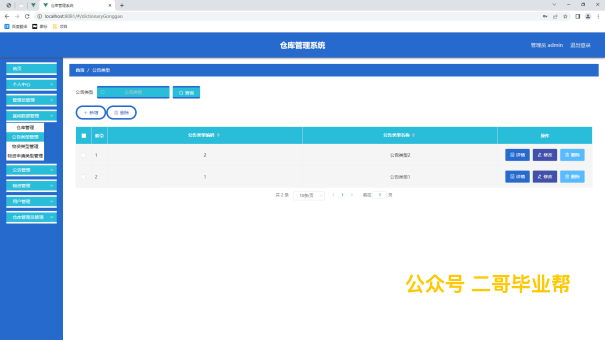 仓库管理系统
localhost:8081/#/dictionaryGonggao
百度翻译
仓库管理系统
管理员 admin 退出登录
首页
首页 / 公告类型
个人中心
公告类型
公告类型
查询
管理员管理
基础数据管理
+ 新增
删除
仓库管理
公告类型管理
索引
公告类型编码
公告类型名称
操作
物资类型管理
物资申请类型管理
1
2
公告类型2
详情
修改
删除
公告管理
2
1
公告类型1
详情
修改
删除
物资管理
共 2 条
10条/页
1
前往
1
页
用户管理
仓库管理员管理
公众号 二哥毕业帮